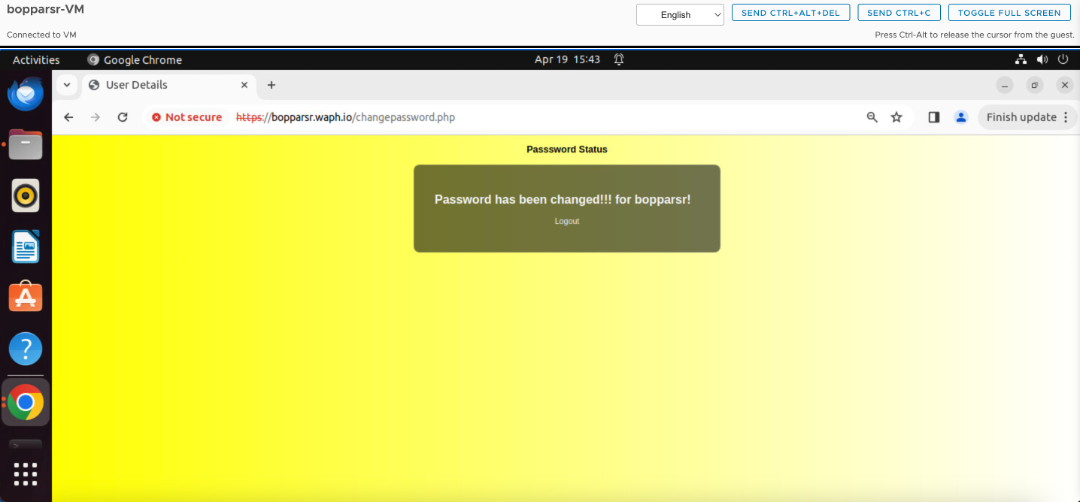 bopparsr-VM
English
SEND CTRL+ALT+DEL
SEND CTRL+C
TOGGLE FULL SCREEN
Connected to VM
Press Ctrl-Alt to release the cursor from the guest.
Activities
Google Chrome
Apr 19 15:43
User Details
Not secure
https://bopparsr.waph.io/changepassword.php
Finish update
Passsword Status
Password has been changed!!! for bopparsr!
Logout